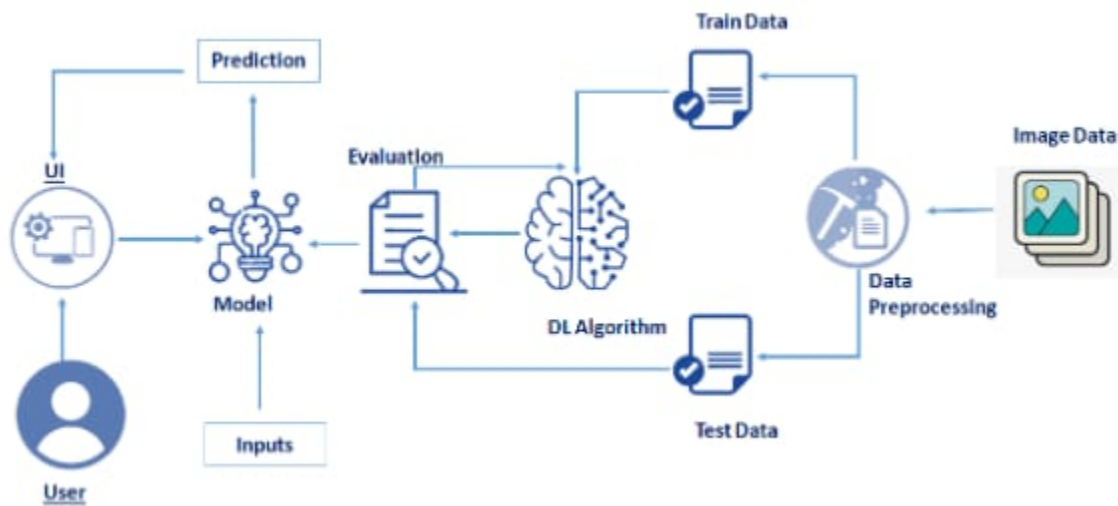 Train Data
Prediction
Image Data
Evaluation
UI
Data
Preprocessing
Model
DL Algorithm
Inputs
Test Data
User